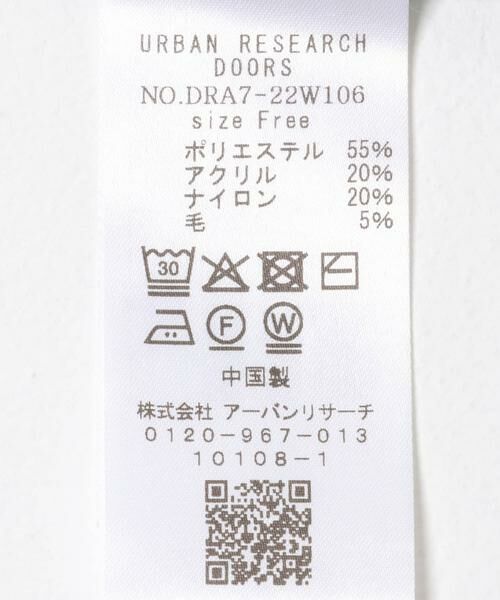 URBAN RESEARCH
DOORS
NO.DRA7-22W106
size Free
ポリエステル 55%
アクリル 20%
ナイロン 20%
毛 5%
30
F W
中国製
株式会社 アーバンリサーチ
0120-967-013
10108-1